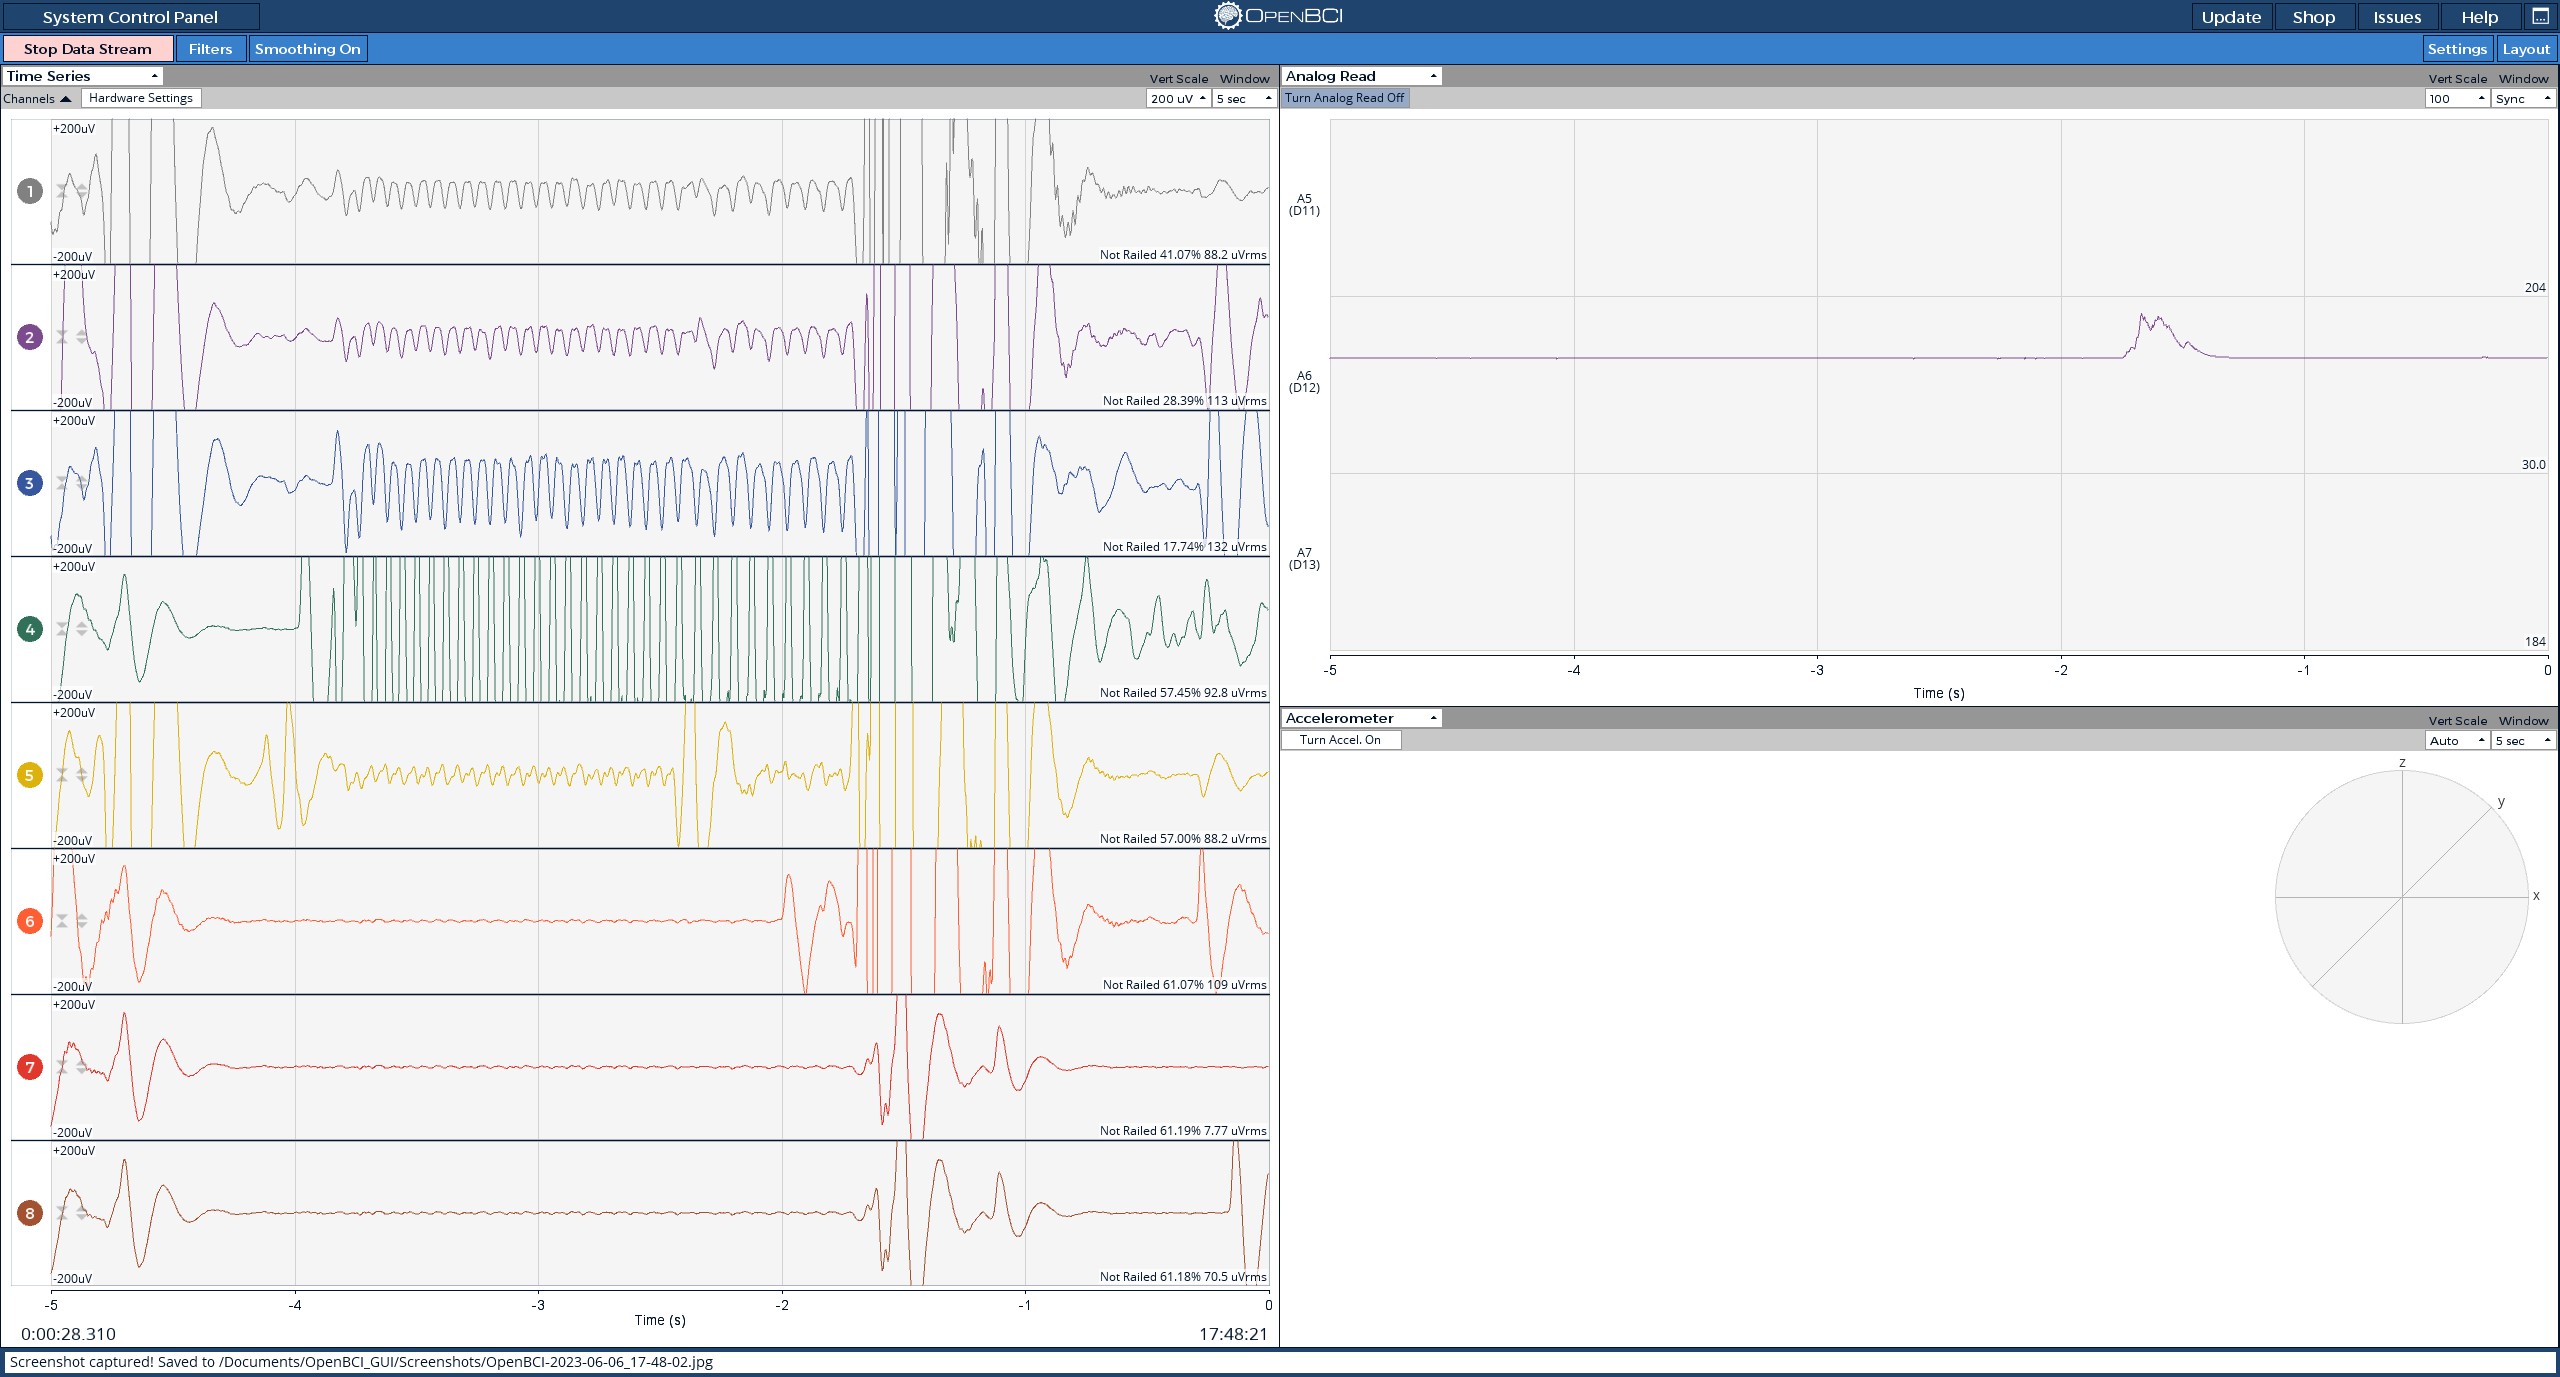 System Control Panel
OPENBCI
Update Shop Issues Help
Stop Data Stream Filters Smoothing On
Settings Layout
Time Series
Vert Scale Window
Channels Hardware Settings
200 uV 5 sec
+200uV
1
-200uV
Not Railed 41.07% 88.2 uVrms
+200uV
2
-200uV
Not Railed 28.39% 113 uVrms
+200uV
3
-200uV
Not Railed 17.74% 132 uVrms
+200uV
4
-200uV
Not Railed 57.45% 92.8 uVrms
+200uV
5
-200uV
Not Railed 57.00% 88.2 uVrms
+200uV
6
-200uV
Not Railed 61.07% 109 uVrms
+200uV
7
-200uV
Not Railed 61.19% 7.77 uVrms
+200uV
8
-200uV
Not Railed 61.18% 70.5 uVrms
-5 -4 -3 -2 -1 0
Time (s)
0:00:28.310
17:48:21
Analog Read
Vert Scale Window
Turn Analog Read Off
100 Sync
A5
(D11)
204
A6
(D12)
30.0
A7
(D13)
184
-5 -4 -3 -2 -1 0
Time (s)
Accelerometer
Vert Scale Window
Turn Accel. On
Auto 5 sec
z
y
x
Screenshot captured! Saved to /Documents/OpenBCI_GUI/Screenshots/OpenBCI-2023-06-06_17-48-02.jpg